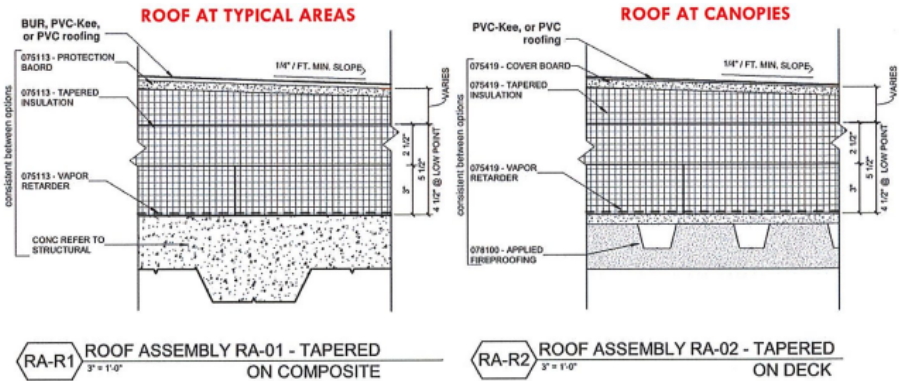 ROOF AT TYPICAL AREAS
BUR, PVC-Kee,
or PVC roofing
075113 - PROTECTION
BAORD
1/4" / FT. MIN. SLOPE
075113 - TAPERED
INSULATION
consistent between options
075113 - VAPOR
RETARDER
CONC REFER TO
STRUCTURAL
VARIES
2 1/2"
3"
5 1/2"
4 1/2" @ LOW POINT
RA-R1
ROOF ASSEMBLY RA-01 - TAPERED
3" = 1'-0"
ON COMPOSITE
ROOF AT CANOPIES
PVC-Kee, or PVC
roofing
075419 - COVER BOARD
1/4" / FT. MIN. SLOPE
075419 - TAPERED
INSULATION
consistent between options
075419 - VAPOR
RETARDER
078100 - APPLIED
FIREPROOFING
VARIES
2 1/2"
3"
5 1/2"
4 1/2" @ LOW POINT
RA-R2
ROOF ASSEMBLY RA-02 - TAPERED
3" = 1'-0"
ON DECK